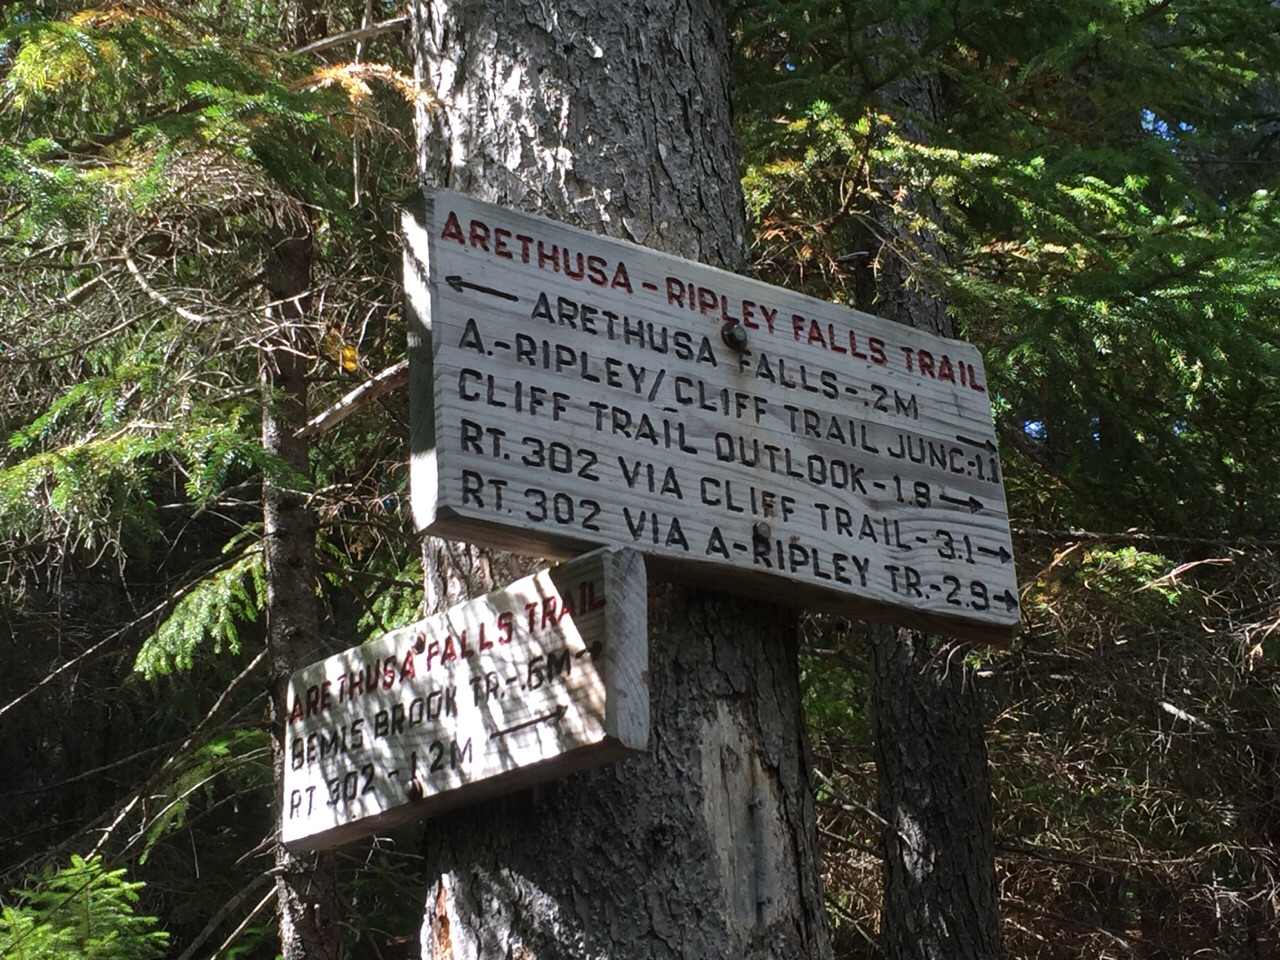 ARETHUSA-RIPLEY FALLS TRAIL
← ARETHUSA FALLS-.2M
A.-RIPLEY/CLIFF TRAIL JUNC.-1.1 →
CLIFF TRAIL OUTLOOK-1.8 →
RT. 302 VIA CLIFF TRAIL-3.1 →
RT. 302 VIA A-RIPLEY TR.-2.9 →
ARETHUSA FALLS TRAIL
BEMIS BROOK TR.-.6M →
RT. 302 - 1.2M →